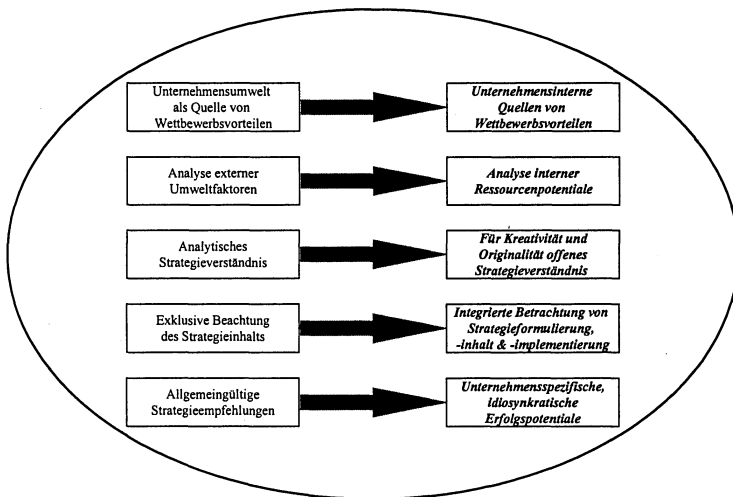 Unternehmensumwelt
als Quelle von
Wettbewerbsvorteilen
Unternehmensinterne
Quellen von
Wettbewerbsvorteilen
Analyse externer
Umweltfaktoren
Analyse interner
Ressourcenpotentiale
Analytisches
Strategieverständnis
Für Kreativität und
Originalität offenes
Strategieverständnis
Exklusive Beachtung
des Strategieinhalts
Integrierte Betrachtung von
Strategieformulierung,
-inhalt & -implementierung
Allgemeingültige
Strategieempfehlungen
Unternehmensspezifische,
idiosynkratische
Erfolgspotentiale